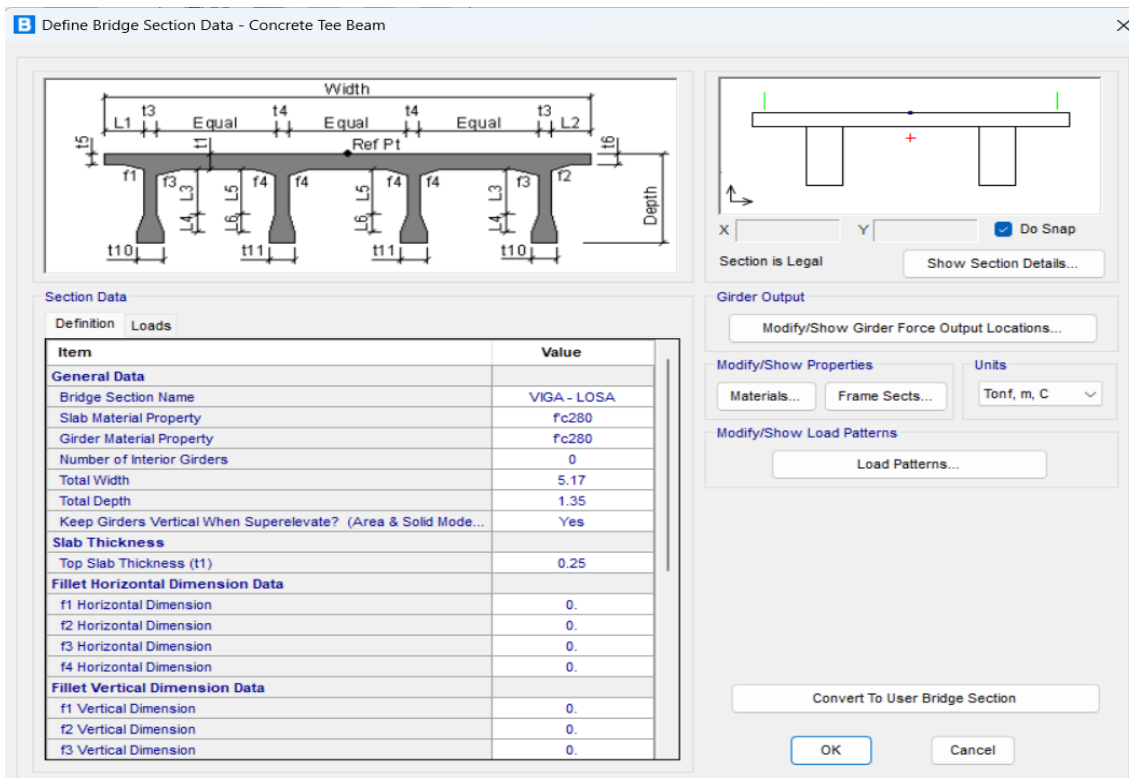 B Define Bridge Section Data - Concrete Tee Beam
Width
L1 t3 Equal t4 Equal t4 Equal t3 L2
t5 t1 Ref Pt t6
f1 f3 L3 L5 f4 f4 L5 f4 f4 L3 f3 f2 Depth
L4 L6 L6 L4
t10 t11 t11 t10
X Y Do Snap
Section is Legal Show Section Details...
Section Data
Definition Loads
Item Value
General Data
Bridge Section Name VIGA - LOSA
Slab Material Property f'c280
Girder Material Property f'c280
Number of Interior Girders 0
Total Width 5.17
Total Depth 1.35
Keep Girders Vertical When Superelevate? (Area & Solid Mode... Yes
Slab Thickness
Top Slab Thickness (t1) 0.25
Fillet Horizontal Dimension Data
f1 Horizontal Dimension 0.
f2 Horizontal Dimension 0.
f3 Horizontal Dimension 0.
f4 Horizontal Dimension 0.
Fillet Vertical Dimension Data
f1 Vertical Dimension 0.
f2 Vertical Dimension 0.
f3 Vertical Dimension 0.
Girder Output
Modify/Show Girder Force Output Locations...
Modify/Show Properties
Materials... Frame Sects...
Units
Tonf, m, C
Modify/Show Load Patterns
Load Patterns...
Convert To User Bridge Section
OK Cancel